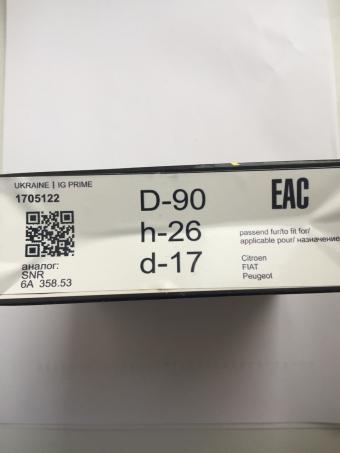 UKRAINE | IG PRIME
1705122
аналог:
SNR
6A 358.53
D-90
h-26
d-17
EAC
passend fur/to fit for/
applicable pour/ назначение
Citroen
FIAT
Peugeot